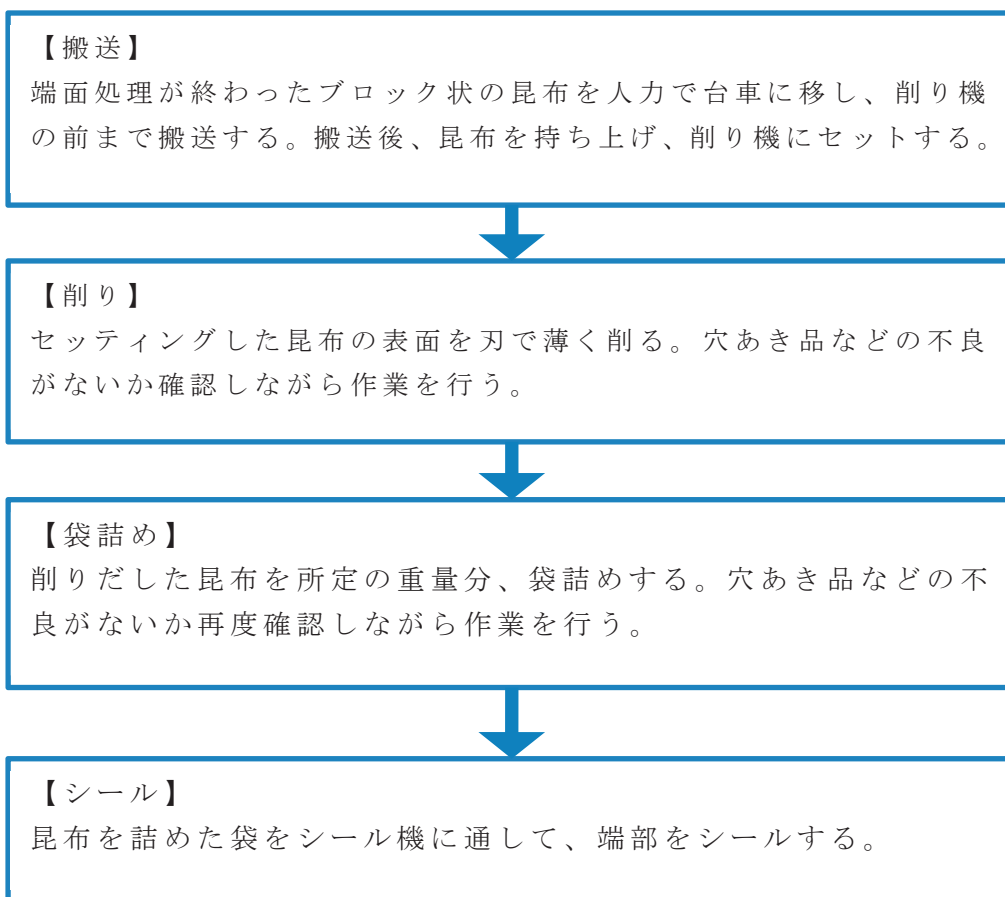 【搬送】
端面処理が終わったブロック状の昆布を人力で台車に移し、削り機
の前まで搬送する。搬送後、昆布を持ち上げ、削り機にセットする。
【削り】
セッティングした昆布の表面を刃で薄く削る。穴あき品などの不良
がないか確認しながら作業を行う。
【袋詰め】
削りだした昆布を所定の重量分、袋詰めする。穴あき品などの不
良がないか再度確認しながら作業を行う。
【シール】
昆布を詰めた袋をシール機に通して、端部をシールする。